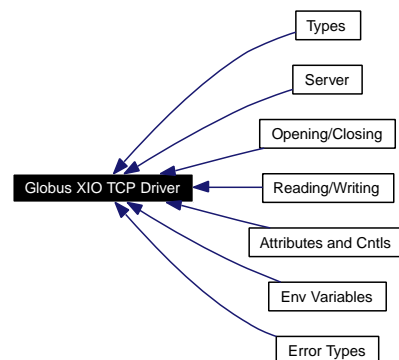 Types
Server
Opening/Closing
Globus XIO TCP Driver
Reading/Writing
Attributes and Cntls
Env Variables
Error Types